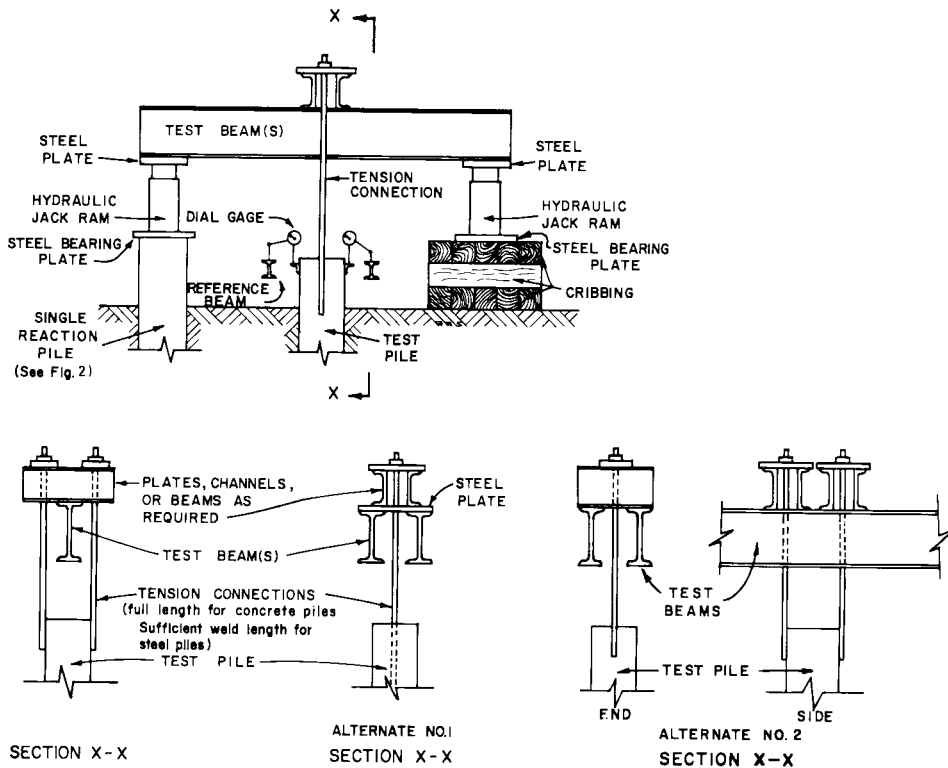 X
TEST BEAM(S)
STEEL
PLATE
STEEL
PLATE
TENSION
CONNECTION
HYDRAULIC
JACK RAM
DIAL GAGE
HYDRAULIC
JACK RAM
STEEL BEARING
PLATE
STEEL BEARING
PLATE
REFERENCE
BEAM
CRIBBING
SINGLE
REACTION
PILE
(See Fig. 2)
TEST
PILE
X
PLATES, CHANNELS,
OR BEAMS AS
REQUIRED
STEEL
PLATE
TEST BEAM(S)
TEST
BEAMS
TENSION CONNECTIONS
(full length for concrete piles
Sufficient weld length for
steel piles)
TEST PILE
TEST PILE
END
SIDE
SECTION X-X
ALTERNATE NO.1
SECTION X-X
ALTERNATE NO. 2
SECTION X-X